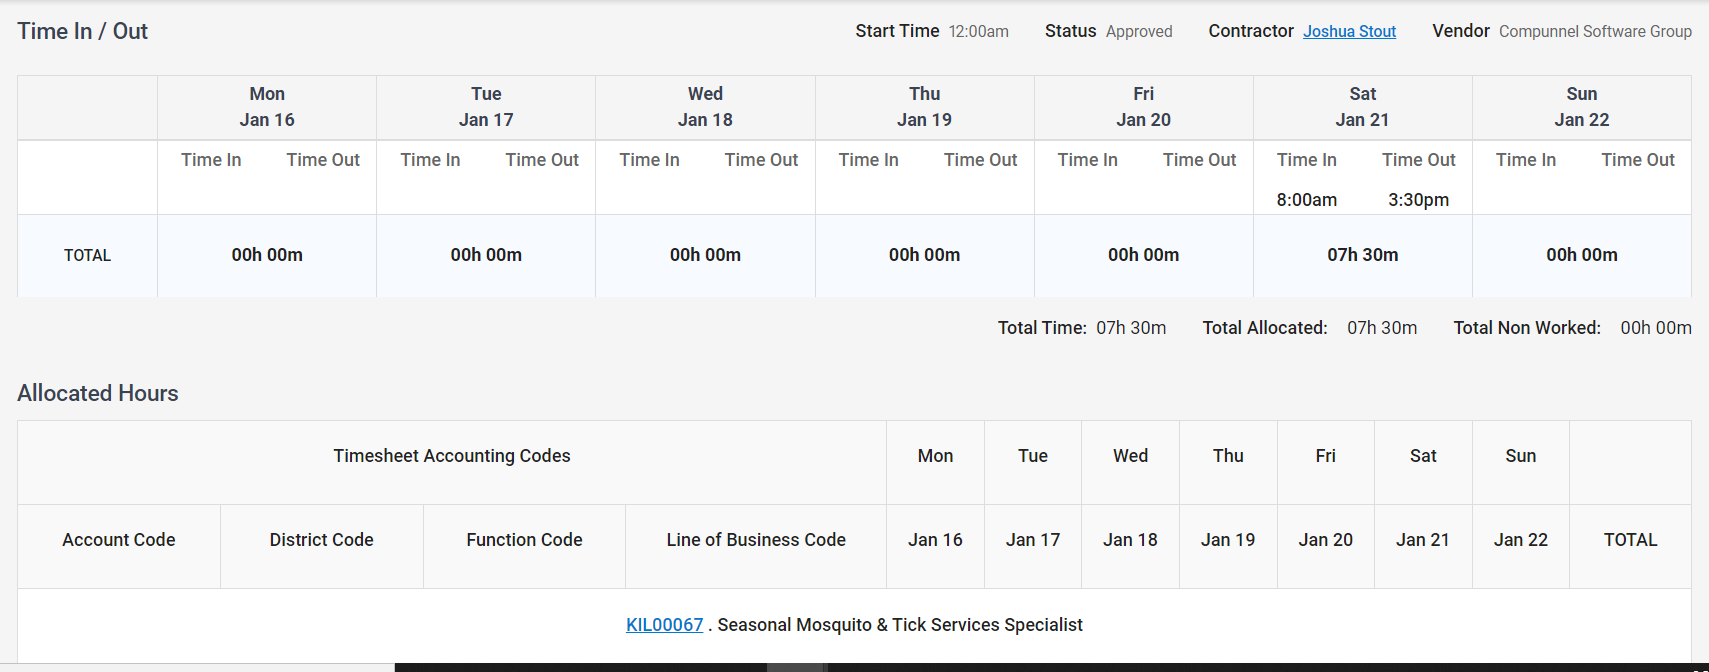 Time In / Out Start Time 12:00am Status Approved Contractor Joshua Stout Vendor Compunnel Software Group
Mon Tue Wed Thu Fri Sat Sun
Jan 16 Jan 17 Jan 18 Jan 19 Jan 20 Jan 21 Jan 22
Time In Time Out Time In Time Out Time In Time Out Time In Time Out Time In Time Out Time In Time Out Time In Time Out
8:00am 3:30pm
TOTAL 00h 00m 00h 00m 00h 00m 00h 00m 00h 00m 07h 30m 00h 00m
Total Time: 07h 30m Total Allocated: 07h 30m Total Non Worked: 00h 00m
Allocated Hours
Timesheet Accounting Codes Mon Tue Wed Thu Fri Sat Sun
Account Code District Code Function Code Line of Business Code Jan 16 Jan 17 Jan 18 Jan 19 Jan 20 Jan 21 Jan 22 TOTAL
KIL00067 . Seasonal Mosquito & Tick Services Specialist